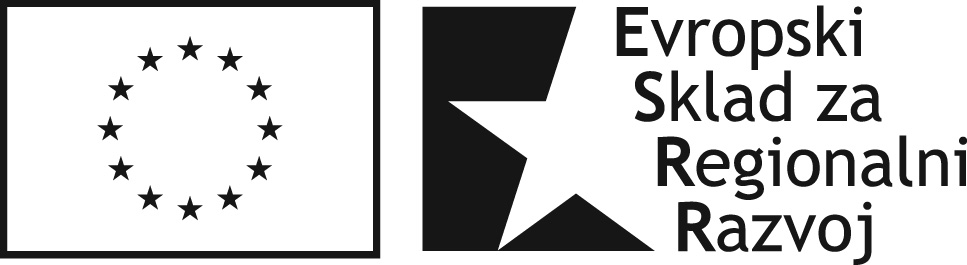 Evropski
Sklad za
Regionalni
Razvoj